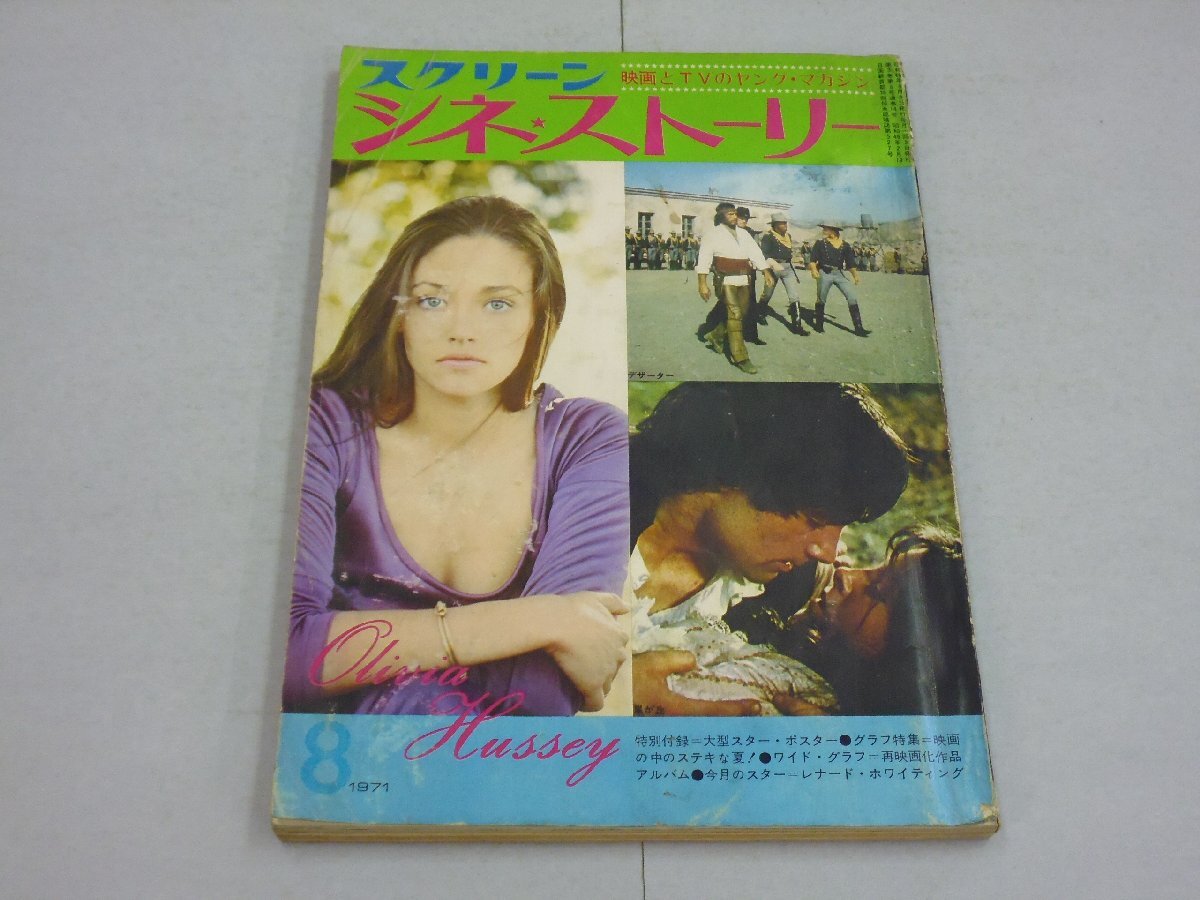 スクリーン
映画とTVのヤング・マガジン
シネ★ストーリー
デザーター
嵐が丘
Olivia
Hussey
8
1971
特別付録=大型スター・ポスター●グラフ特集=映画
の中のステキな夏!●ワイド・グラフ=再映画化作品
アルバム●今月のスター=レナード・ホワイティング